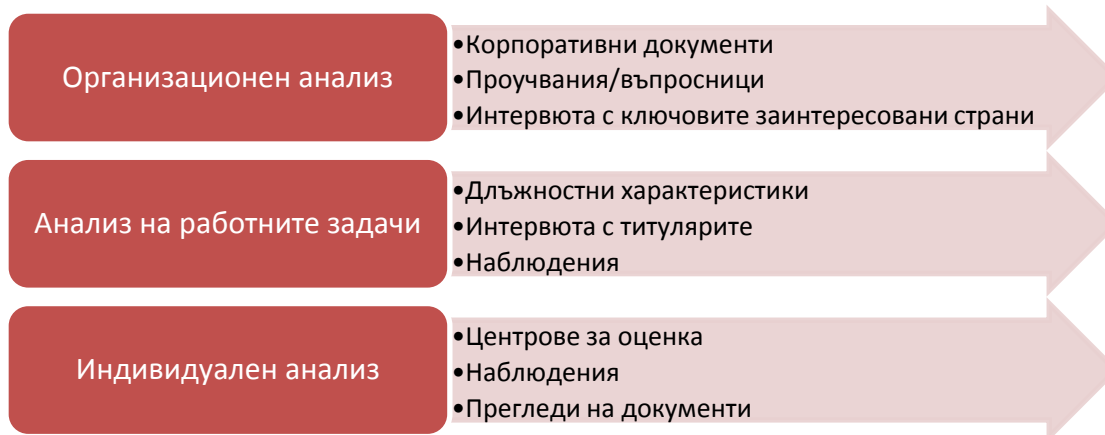 Организационен анализ
•Корпоративни документи
•Проучвания/въпросници
•Интервюта с ключовите заинтересовани страни
Анализ на работните задачи
•Длъжностни характеристики
•Интервюта с титулярите
•Наблюдения
Индивидуален анализ
•Центрове за оценка
•Наблюдения
•Прегледи на документи